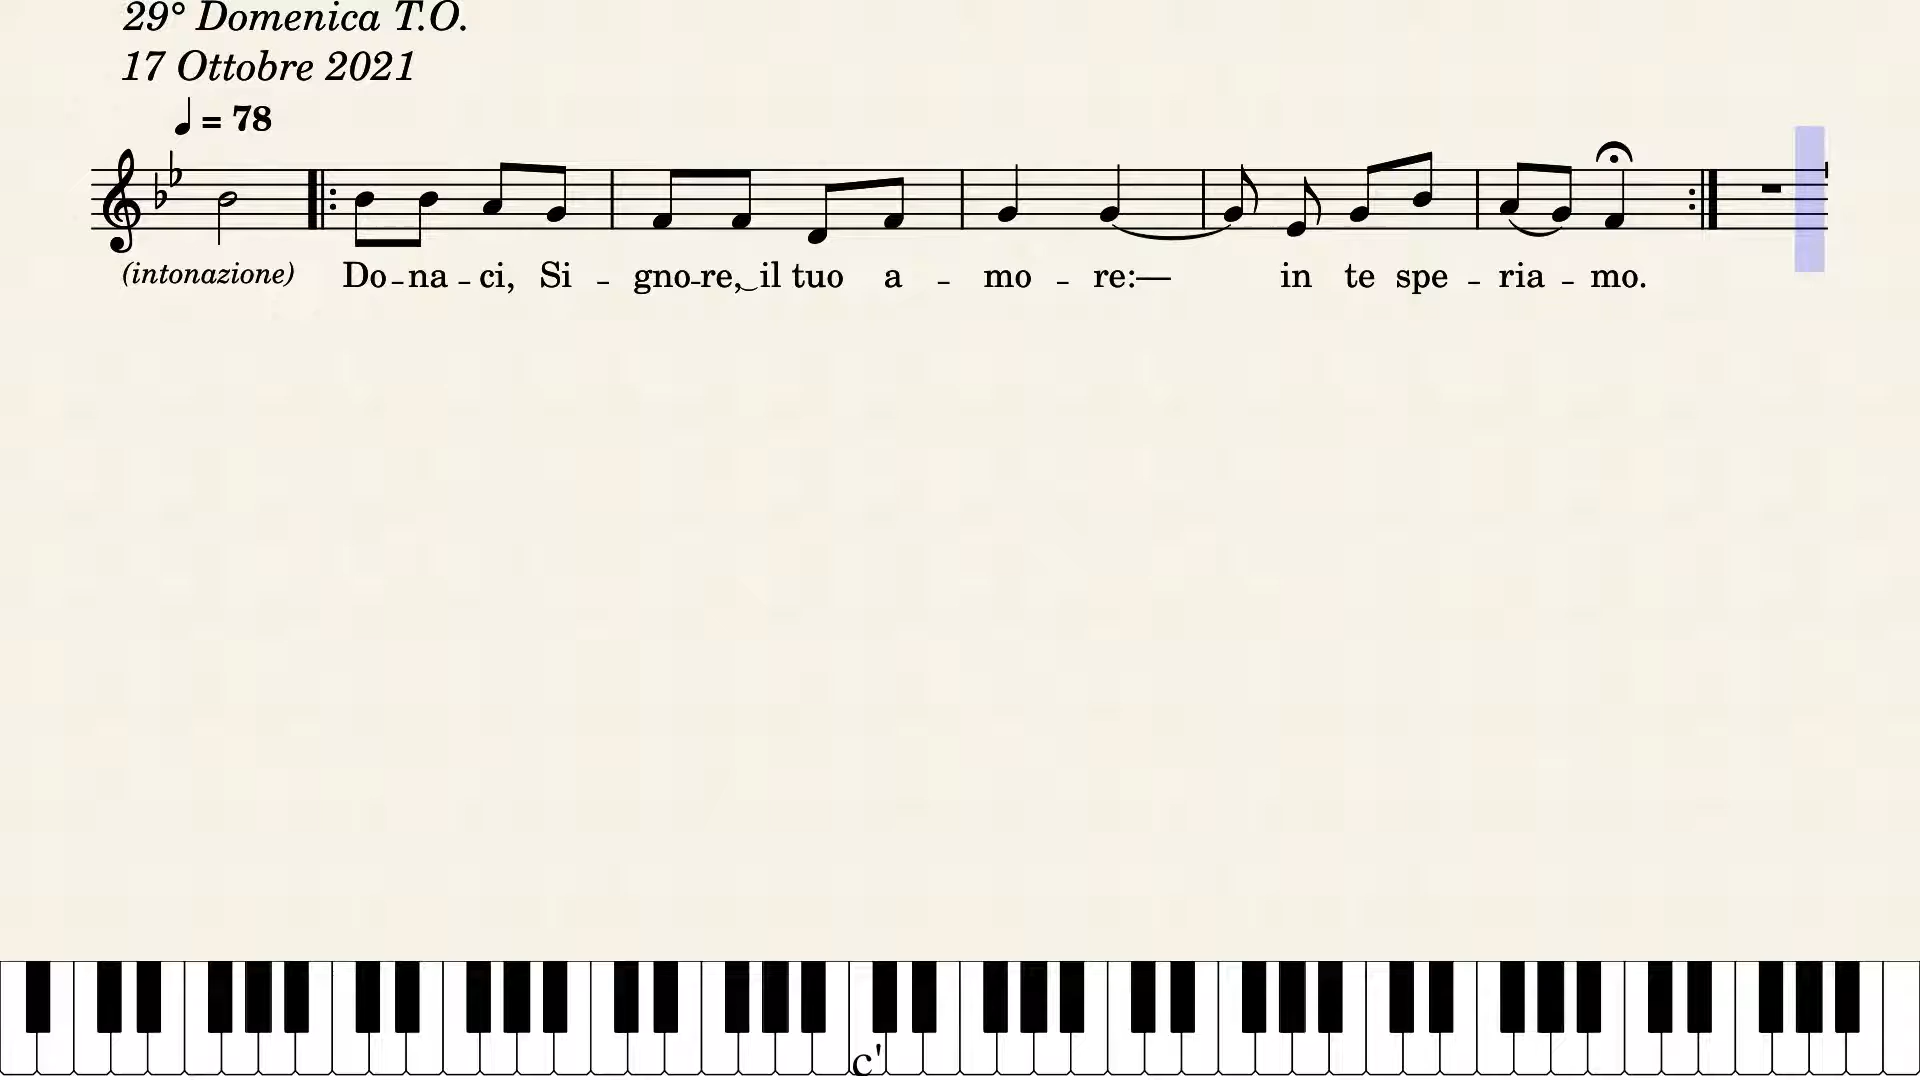 29° Domenica T.O.
17 Ottobre 2021
♩ = 78
(intonazione) Do - na - ci, Si - gno-re,‿il tuo a - mo - re:— in te spe - ria - mo.
c'